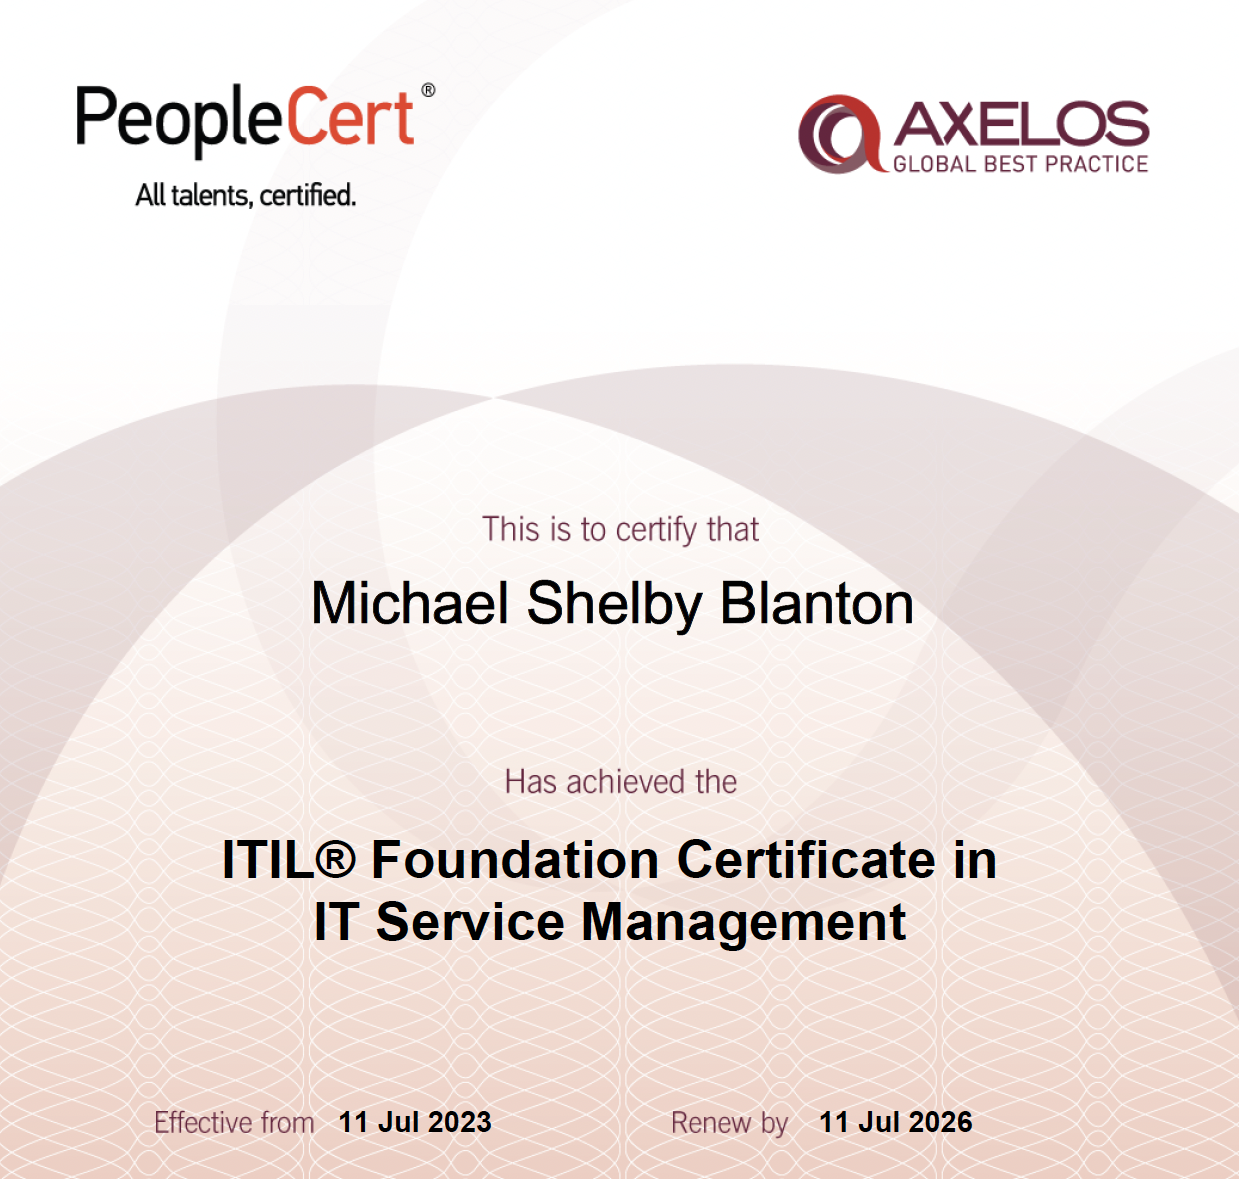 PeopleCert®
All talents, certified.
AXELOS
GLOBAL BEST PRACTICE
This is to certify that
Michael Shelby Blanton
Has achieved the
ITIL® Foundation Certificate in
IT Service Management
Effective from 11 Jul 2023
Renew by 11 Jul 2026